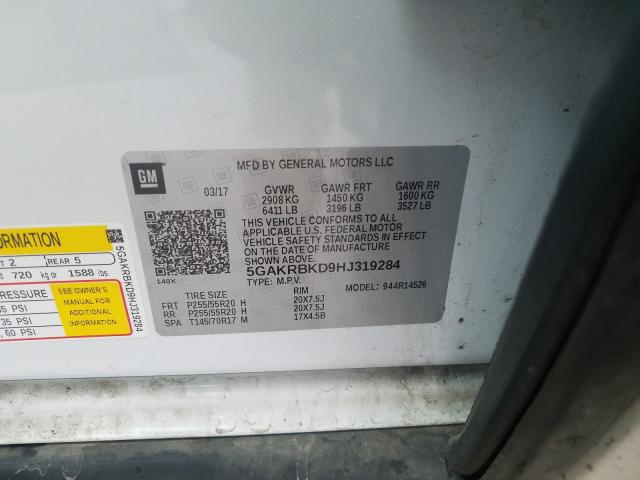 GM
MFD BY GENERAL MOTORS LLC
03/17
GVWR GAWR FRT GAWR RR
2908 KG 1450 KG 1600 KG
6411 LB 3196 LB 3527 LB
THIS VEHICLE CONFORMS TO ALL
APPLICABLE U.S. FEDERAL MOTOR
VEHICLE SAFETY STANDARDS IN EFFECT
ON THE DATE OF MANUFACTURE
SHOWN ABOVE.
5GAKRBKD9HJ319284
TYPE: M.P.V. MODEL: 944R14526
140X
TIRE SIZE RIM
FRT P255/55R20 H 20X7.5J
RR P255/55R20 H 20X7.5J
SPA T145/70R17 M 17X4.5B
2 REAR 5
720 kg or 1588 lbs.
SEE OWNER'S
MANUAL FOR
ADDITIONAL
INFORMATION
35 PSI
, 60 PSI
5GAKRBKD9HJ319284